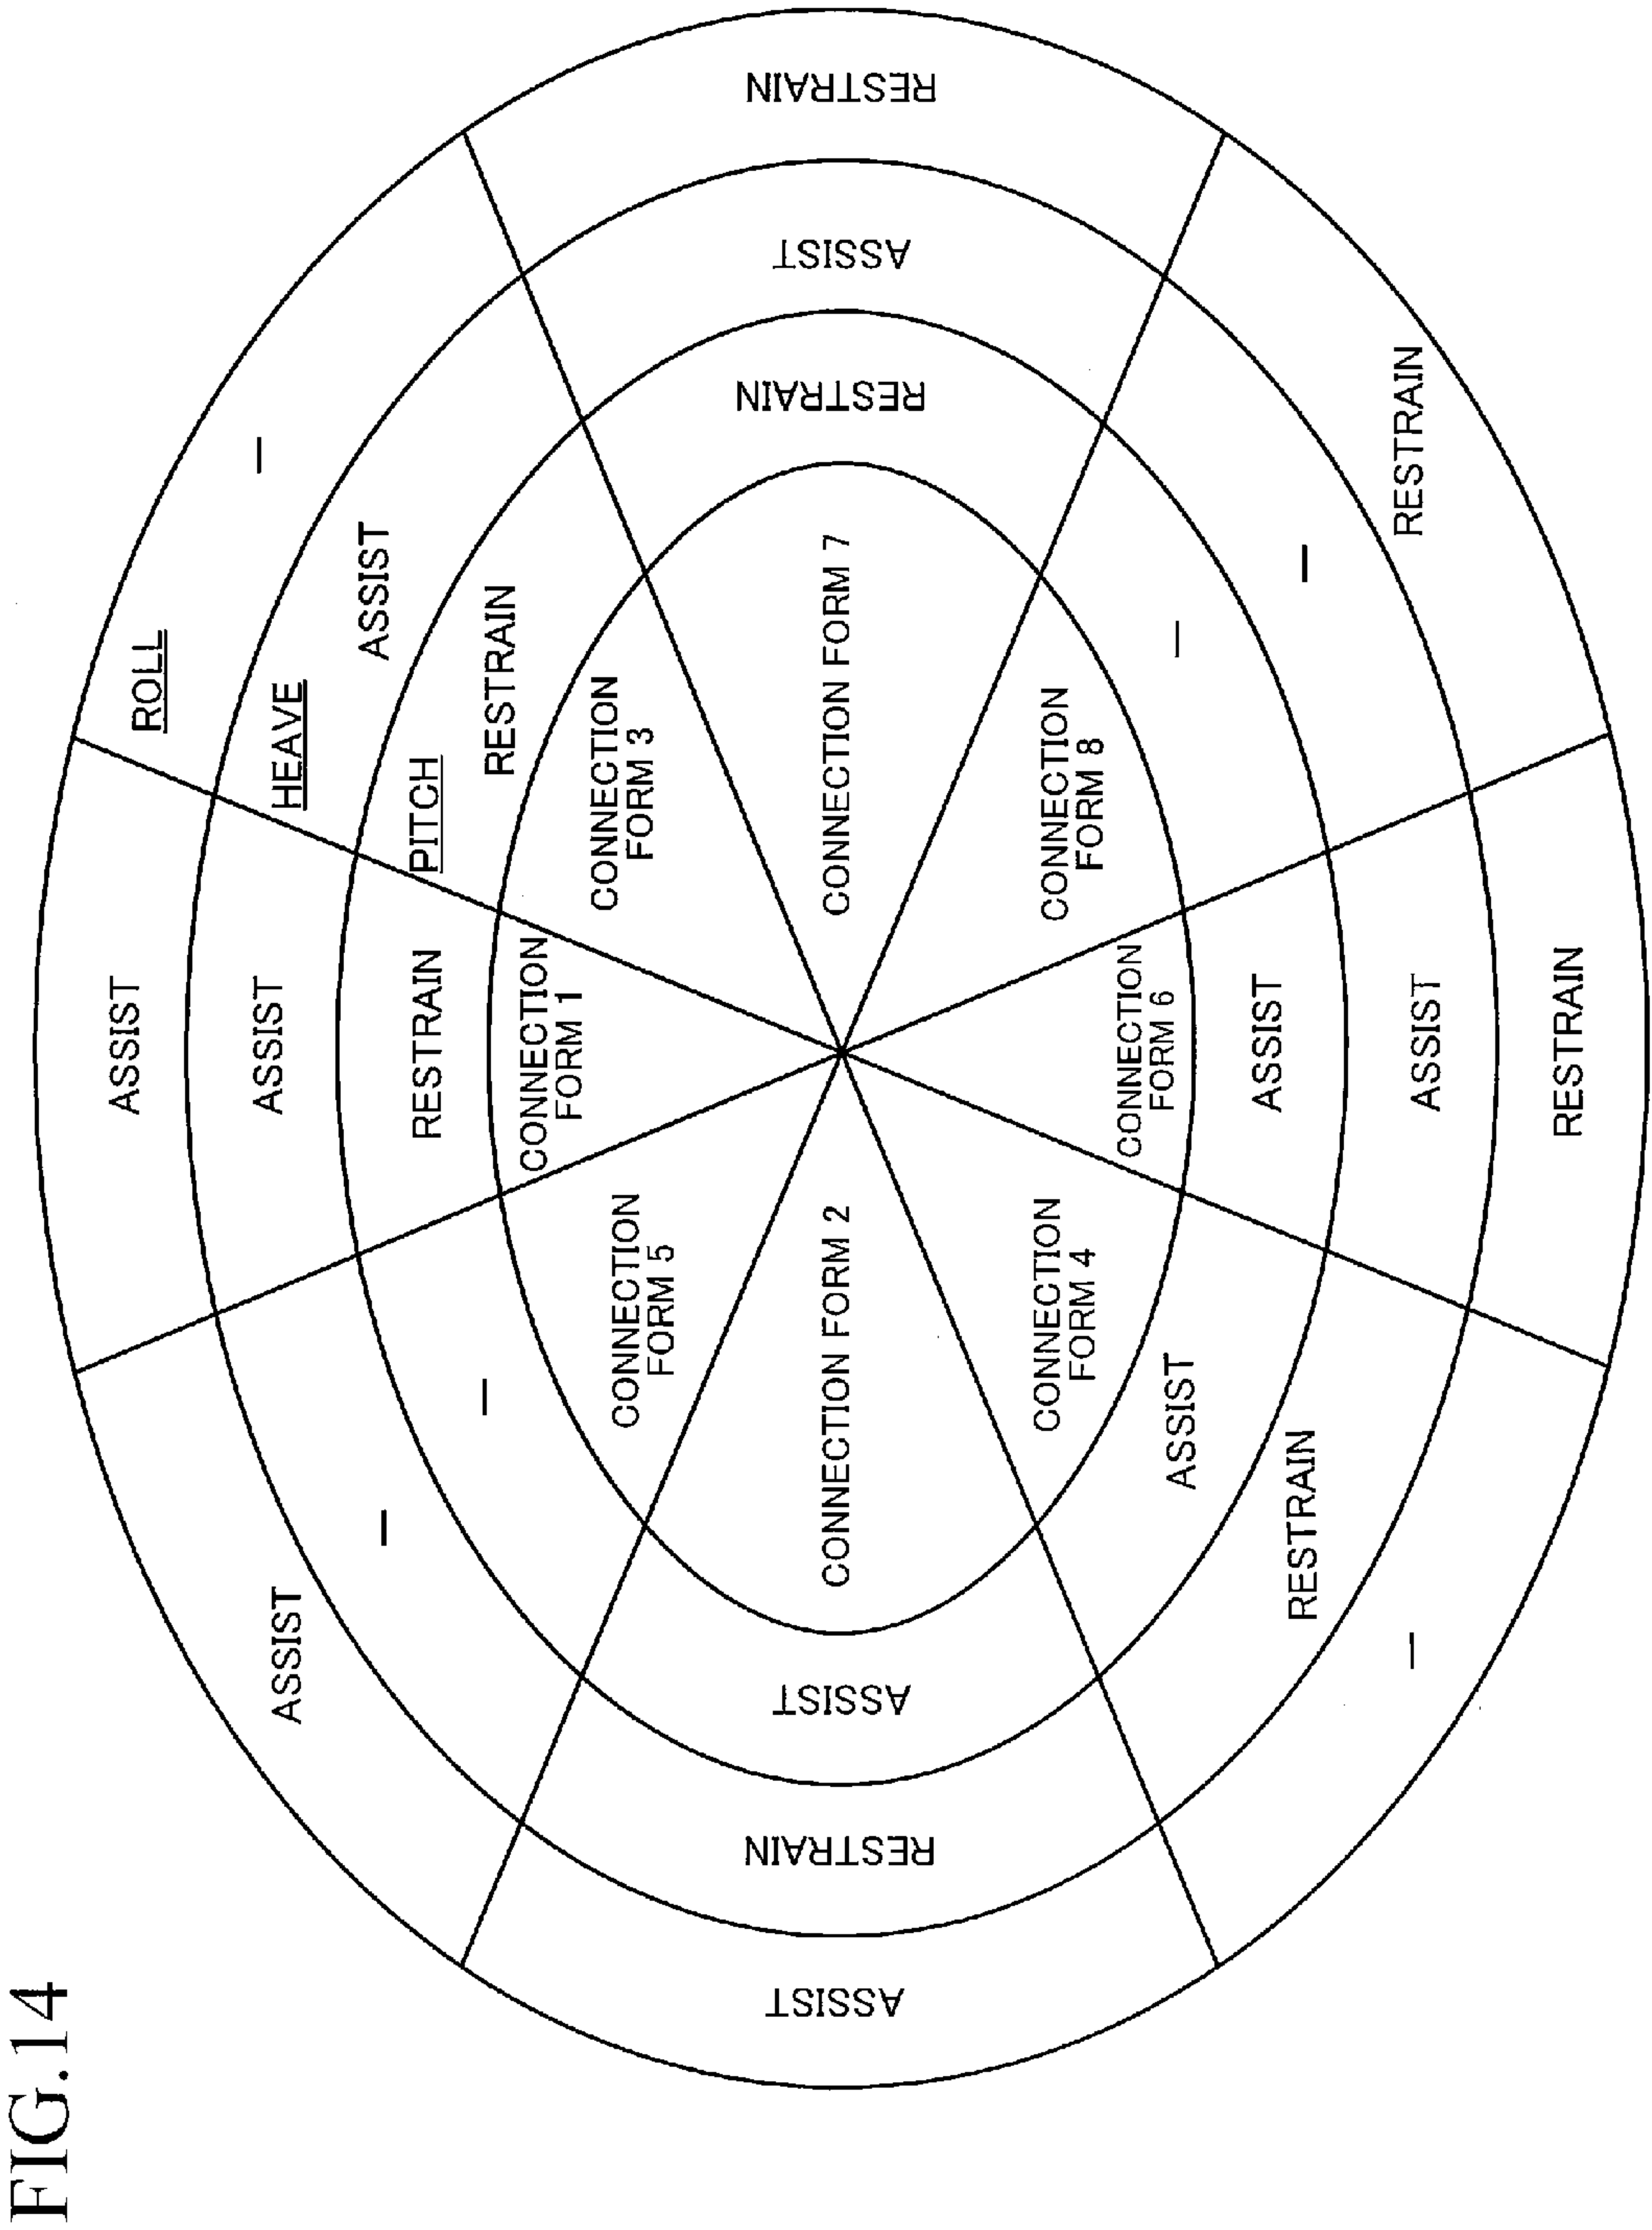 FIG.14
ASSIST
ROLL
—
ASSIST
ASSIST
HEAVE
ASSIST
—
RESTRAIN
PITCH
—
RESTRAIN
CONNECTION
FORM 1
CONNECTION
FORM 5
CONNECTION
FORM 3
ASSIST
RESTRAIN
ASSIST
CONNECTION FORM 2
CONNECTION FORM 7
RESTRAIN
ASSIST
RESTRAIN
CONNECTION
FORM 4
CONNECTION
FORM 8
CONNECTION
FORM 6
ASSIST
—
ASSIST
RESTRAIN
—
—
ASSIST
RESTRAIN
RESTRAIN